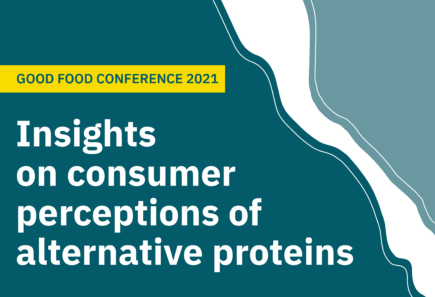 GOOD FOOD CONFERENCE 2021
Insights
on consumer
perceptions of
alternative proteins